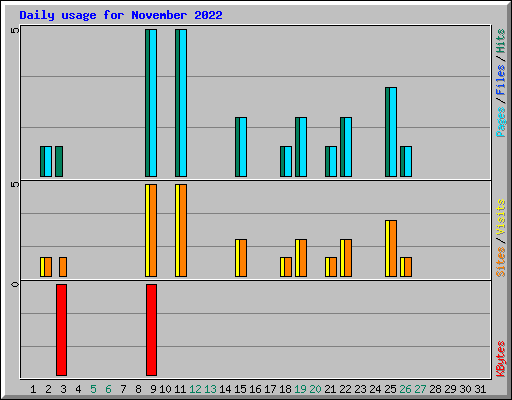 Daily usage for November 2022
5
5
0
Pages / Files / Hits
Sites / Visits
KBytes
1 2 3 4 5 6 7 8 9 10 11 12 13 14 15 16 17 18 19 20 21 22 23 24 25 26 27 28 29 30 31